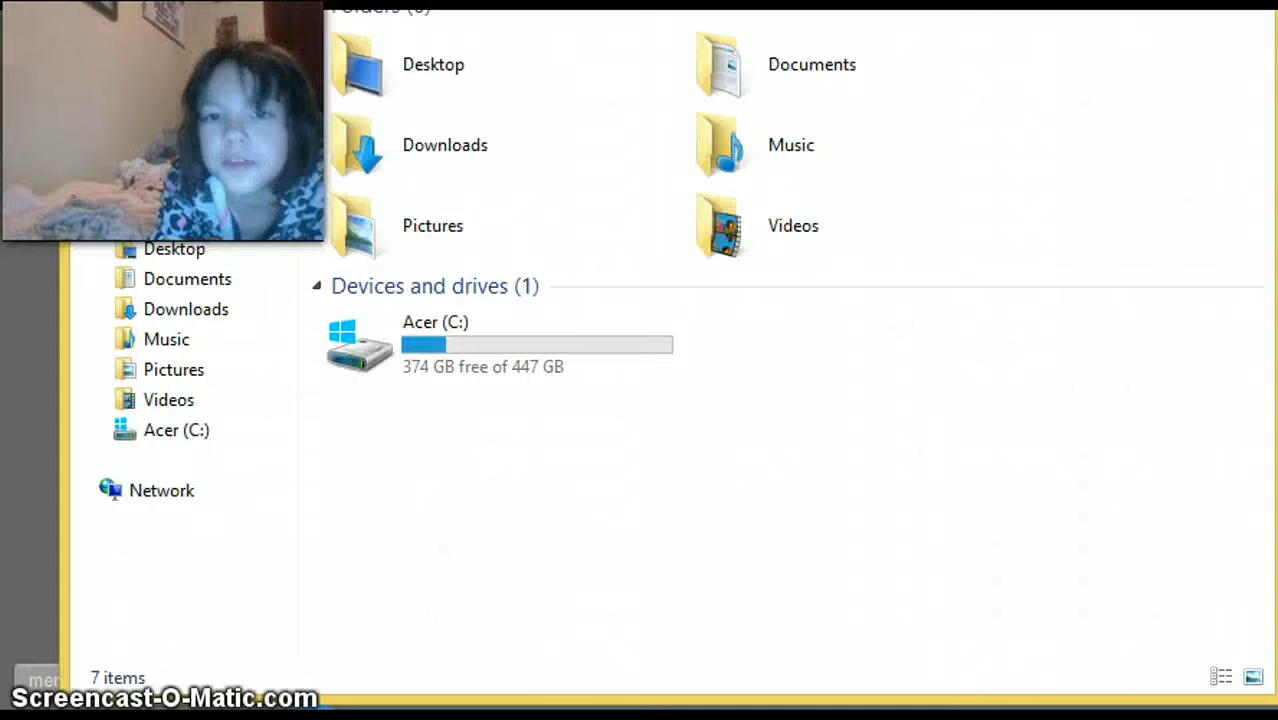 Folders (6)
Desktop
Documents
Downloads
Music
Pictures
Videos
Desktop
Documents
Downloads
Music
Pictures
Videos
Acer (C:)
Network
Devices and drives (1)
Acer (C:)
374 GB free of 447 GB
7 items
Screencast-O-Matic.com